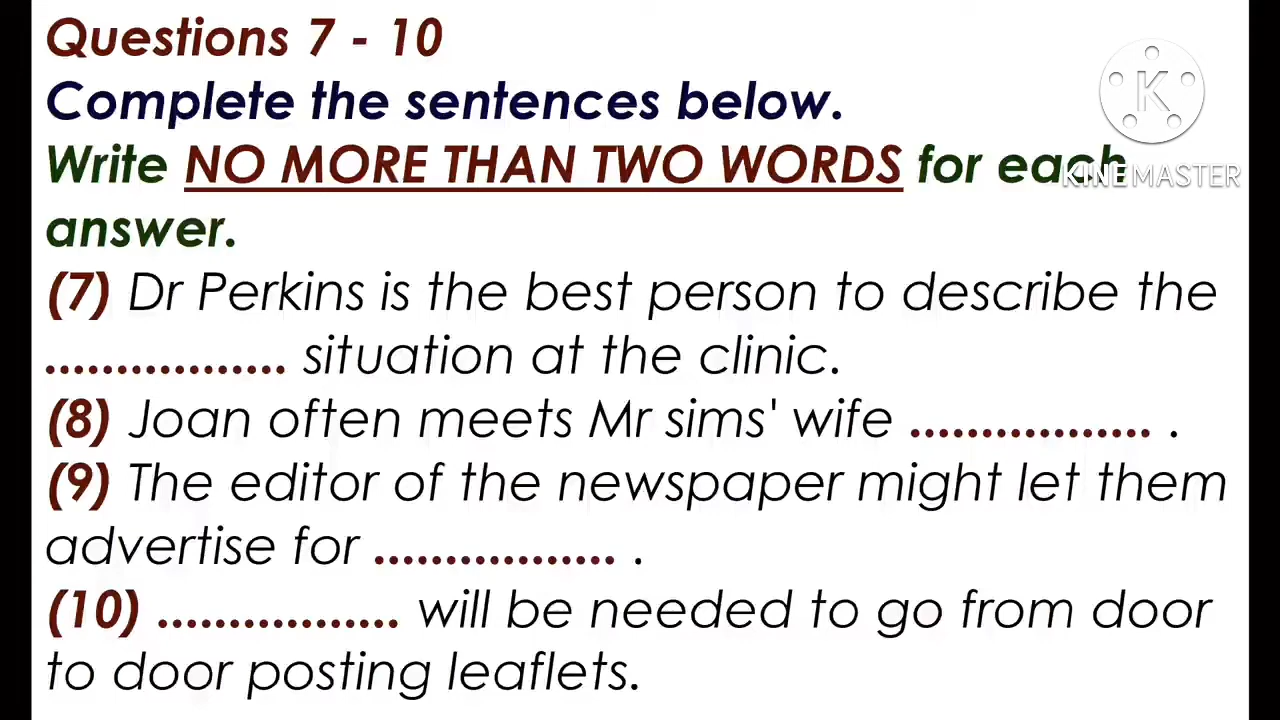 Questions 7 - 10
Complete the sentences below.
Write NO MORE THAN TWO WORDS for each
answer.
(7) Dr Perkins is the best person to describe the
................. situation at the clinic.
(8) Joan often meets Mr sims' wife ................. .
(9) The editor of the newspaper might let them
advertise for ................. .
(10) ................. will be needed to go from door
to door posting leaflets.
K
KINEMASTER